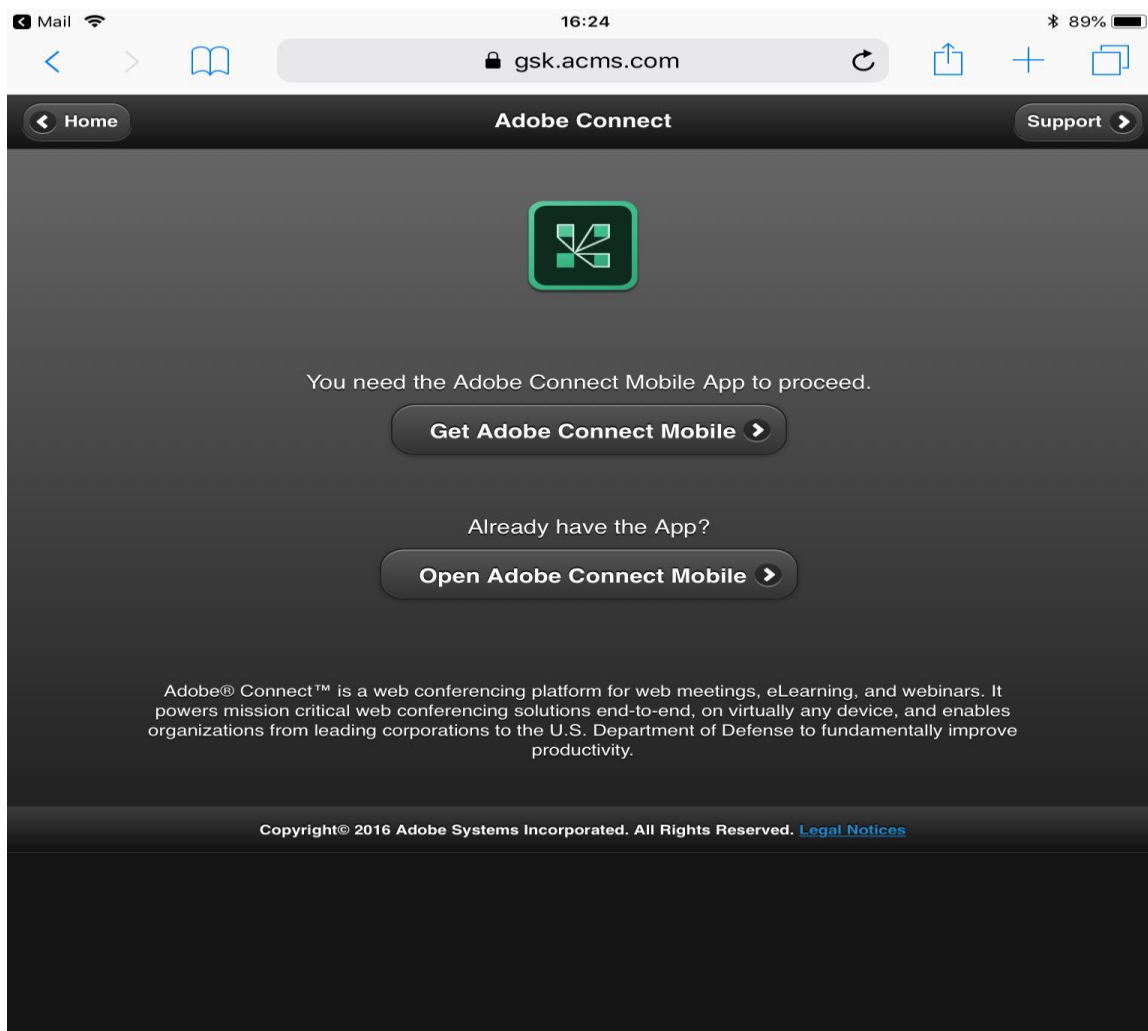 Mail 16:24 89%
gsk.acms.com
Home Adobe Connect Support
You need the Adobe Connect Mobile App to proceed.
Get Adobe Connect Mobile
Already have the App?
Open Adobe Connect Mobile
Adobe® Connect™ is a web conferencing platform for web meetings, eLearning, and webinars. It
powers mission critical web conferencing solutions end-to-end, on virtually any device, and enables
organizations from leading corporations to the U.S. Department of Defense to fundamentally improve
productivity.
Copyright© 2016 Adobe Systems Incorporated. All Rights Reserved. Legal Notices